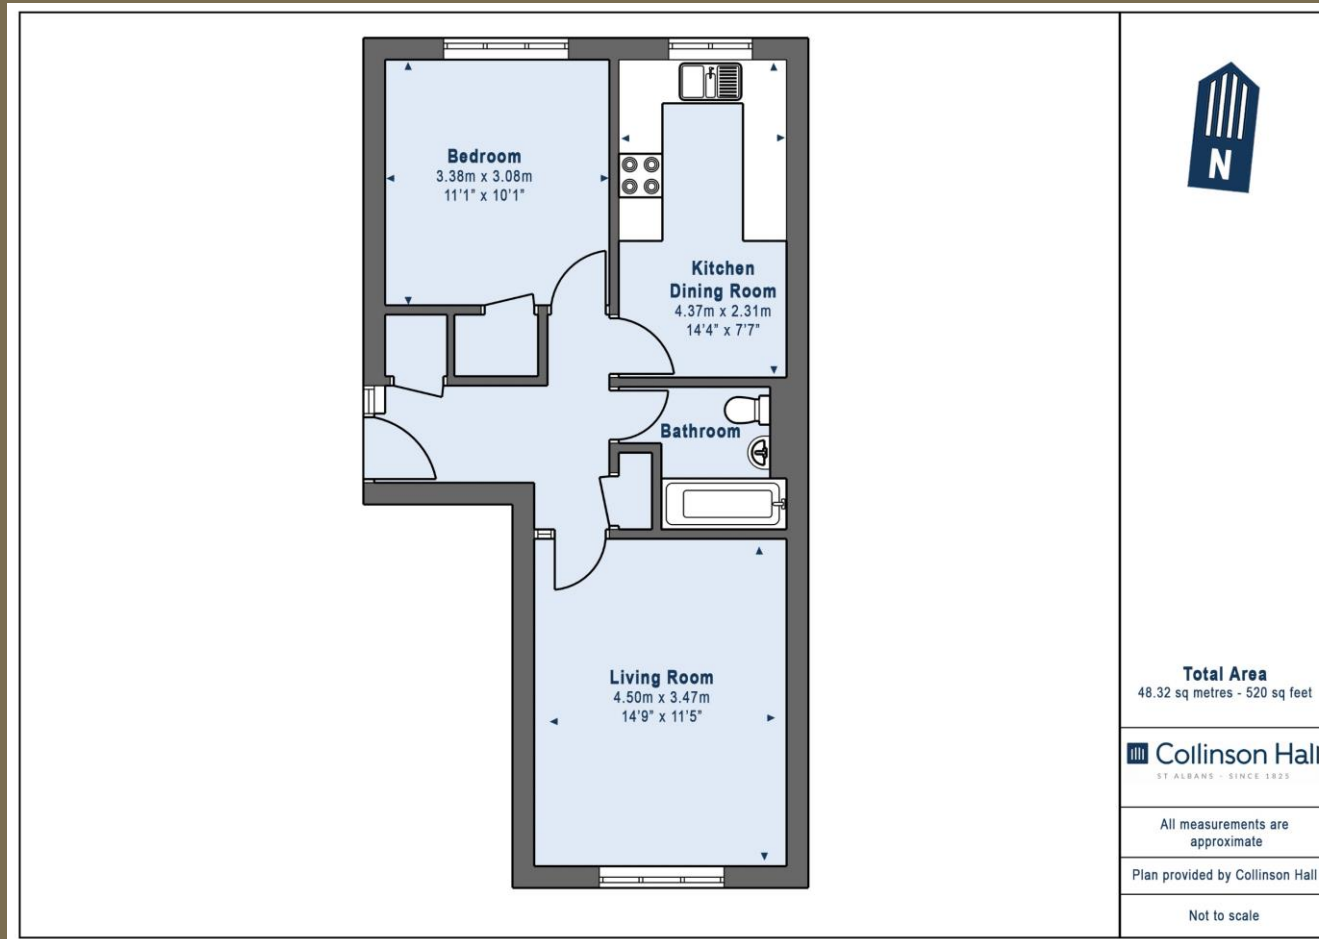 Bedroom
3.38m x 3.08m
11'1" x 10'1"
Kitchen
Dining Room
4.37m x 2.31m
14'4" x 7'7"
Bathroom
Living Room
4.50m x 3.47m
14'9" x 11'5"
N
Total Area
48.32 sq metres - 520 sq feet
Collinson Hall
ST ALBANS - SINCE 1825
All measurements are
approximate
Plan provided by Collinson Hall
Not to scale